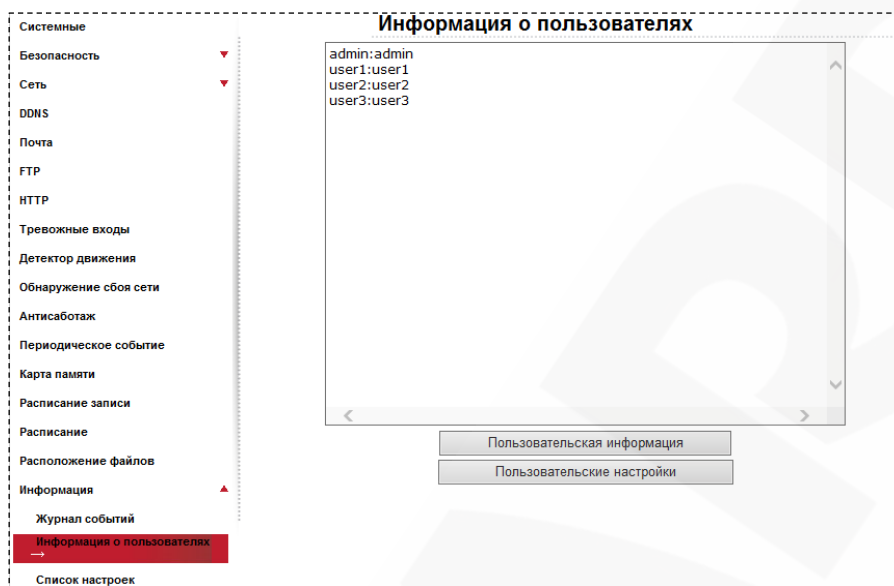 Системные
Безопасность
Сеть
DDNS
Почта
FTP
HTTP
Тревожные входы
Детектор движения
Обнаружение сбоя сети
Антисаботаж
Периодическое событие
Карта памяти
Расписание записи
Расписание
Расположение файлов
Информация
Журнал событий
Информация о пользователях
Список настроек
Информация о пользователях
admin:admin
user1:user1
user2:user2
user3:user3
Пользовательская информация
Пользовательские настройки